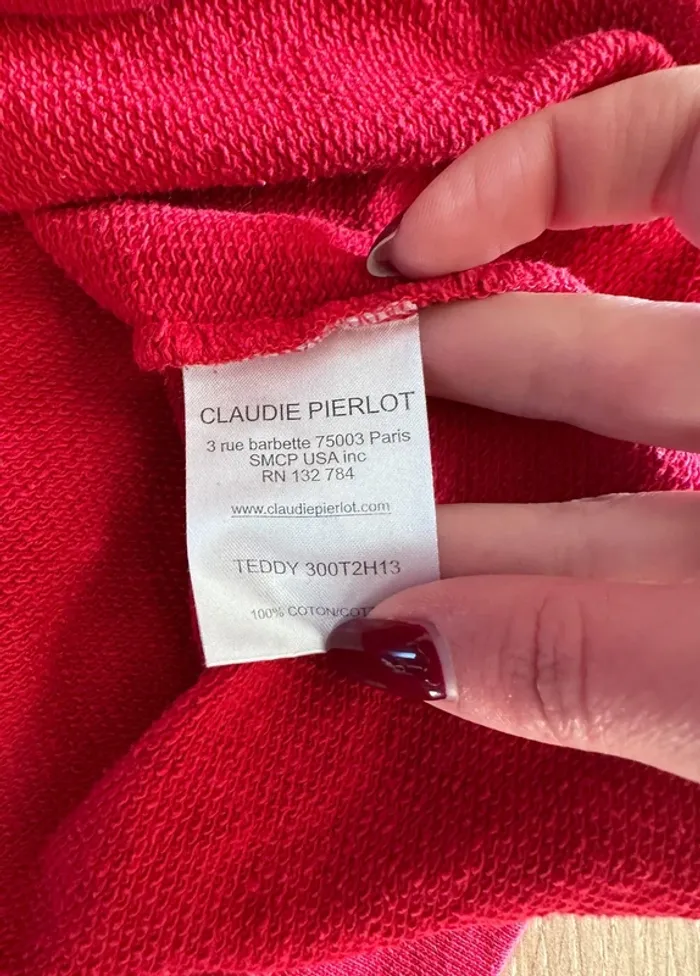 CLAUDIE PIERLOT
3 rue barbette 75003 Paris
SMCP USA inc
RN 132 784
www.claudiepierlot.com
TEDDY 300T2H13
100% COTON/COT